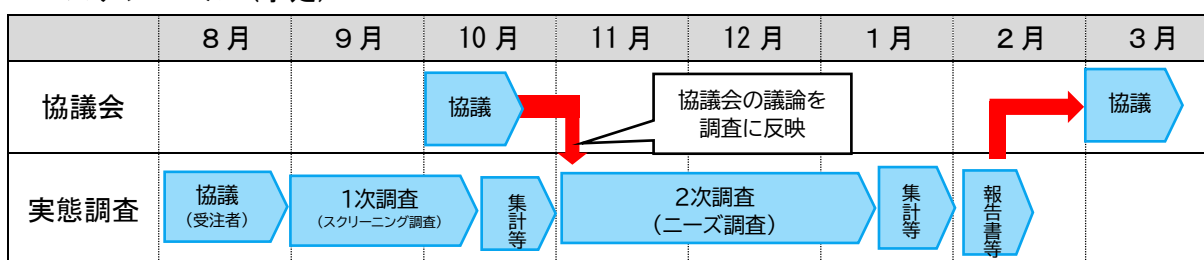 ８月 ９月 10月 11月 12月 １月 ２月 ３月
協議会
協議
協議会の議論を
調査に反映
協議
実態調査
協議
(受注者)
1次調査
(スクリーニング調査)
集計等
2次調査
(ニーズ調査)
集計等
報告書等